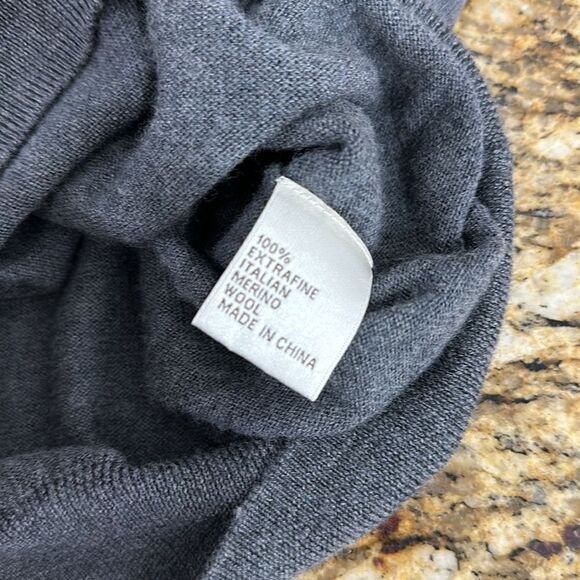 100%
EXTRAFINE
ITALIAN
MERINO
WOOL
MADE IN CHINA